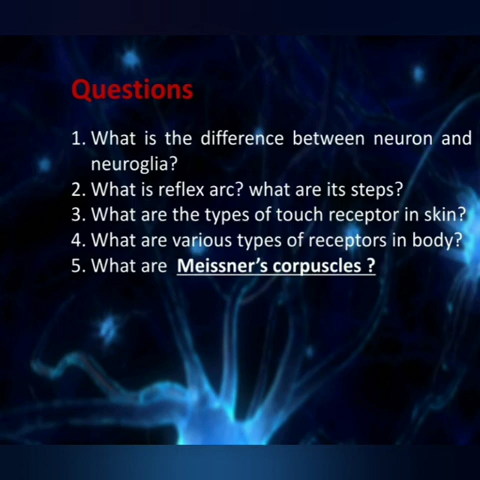 Questions
1. What is the difference between neuron and
neuroglia?
2. What is reflex arc? what are its steps?
3. What are the types of touch receptor in skin?
4. What are various types of receptors in body?
5. What are Meissner's corpuscles ?